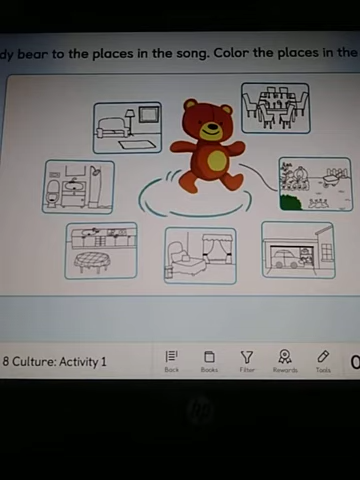 dy bear to the places in the song. Color the places in the
8 Culture: Activity 1
Back Books Filter Rewards Tools
hp